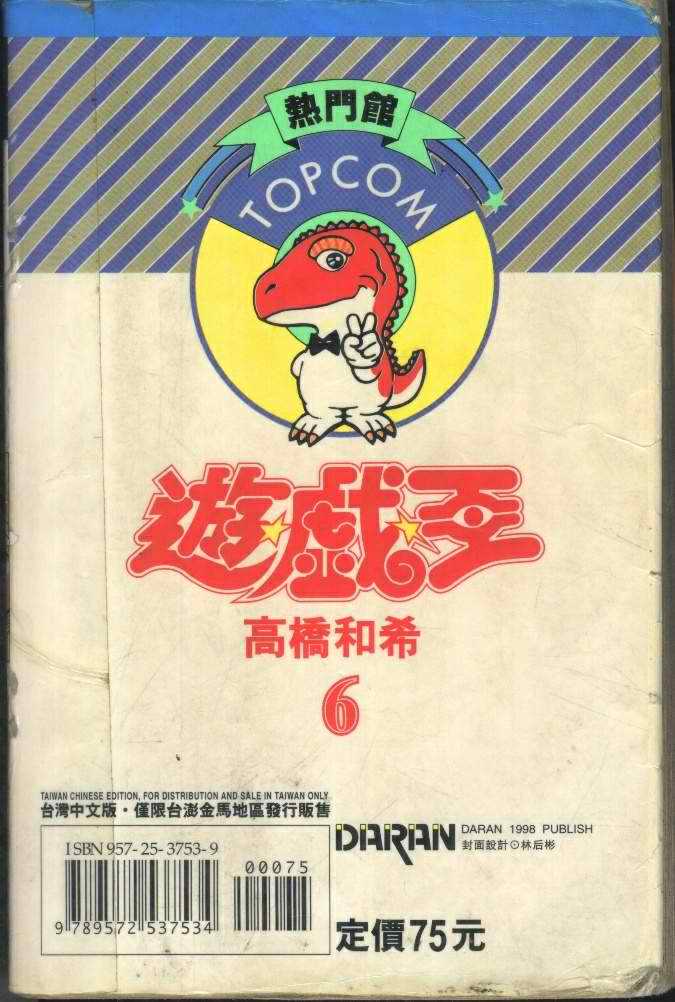 熱門館
TOPCOM
遊戲王
高橋和希
6
TAIWAN CHINESE EDITION, FOR DISTRIBUTION AND SALE IN TAIWAN ONLY
台灣中文版・僅限台澎金馬地區發行販售
ISBN 957-25-3753-9
00075
9 789572 537534
DARAN
DARAN 1998 PUBLISH
封面設計⊙林后彬
定價75元